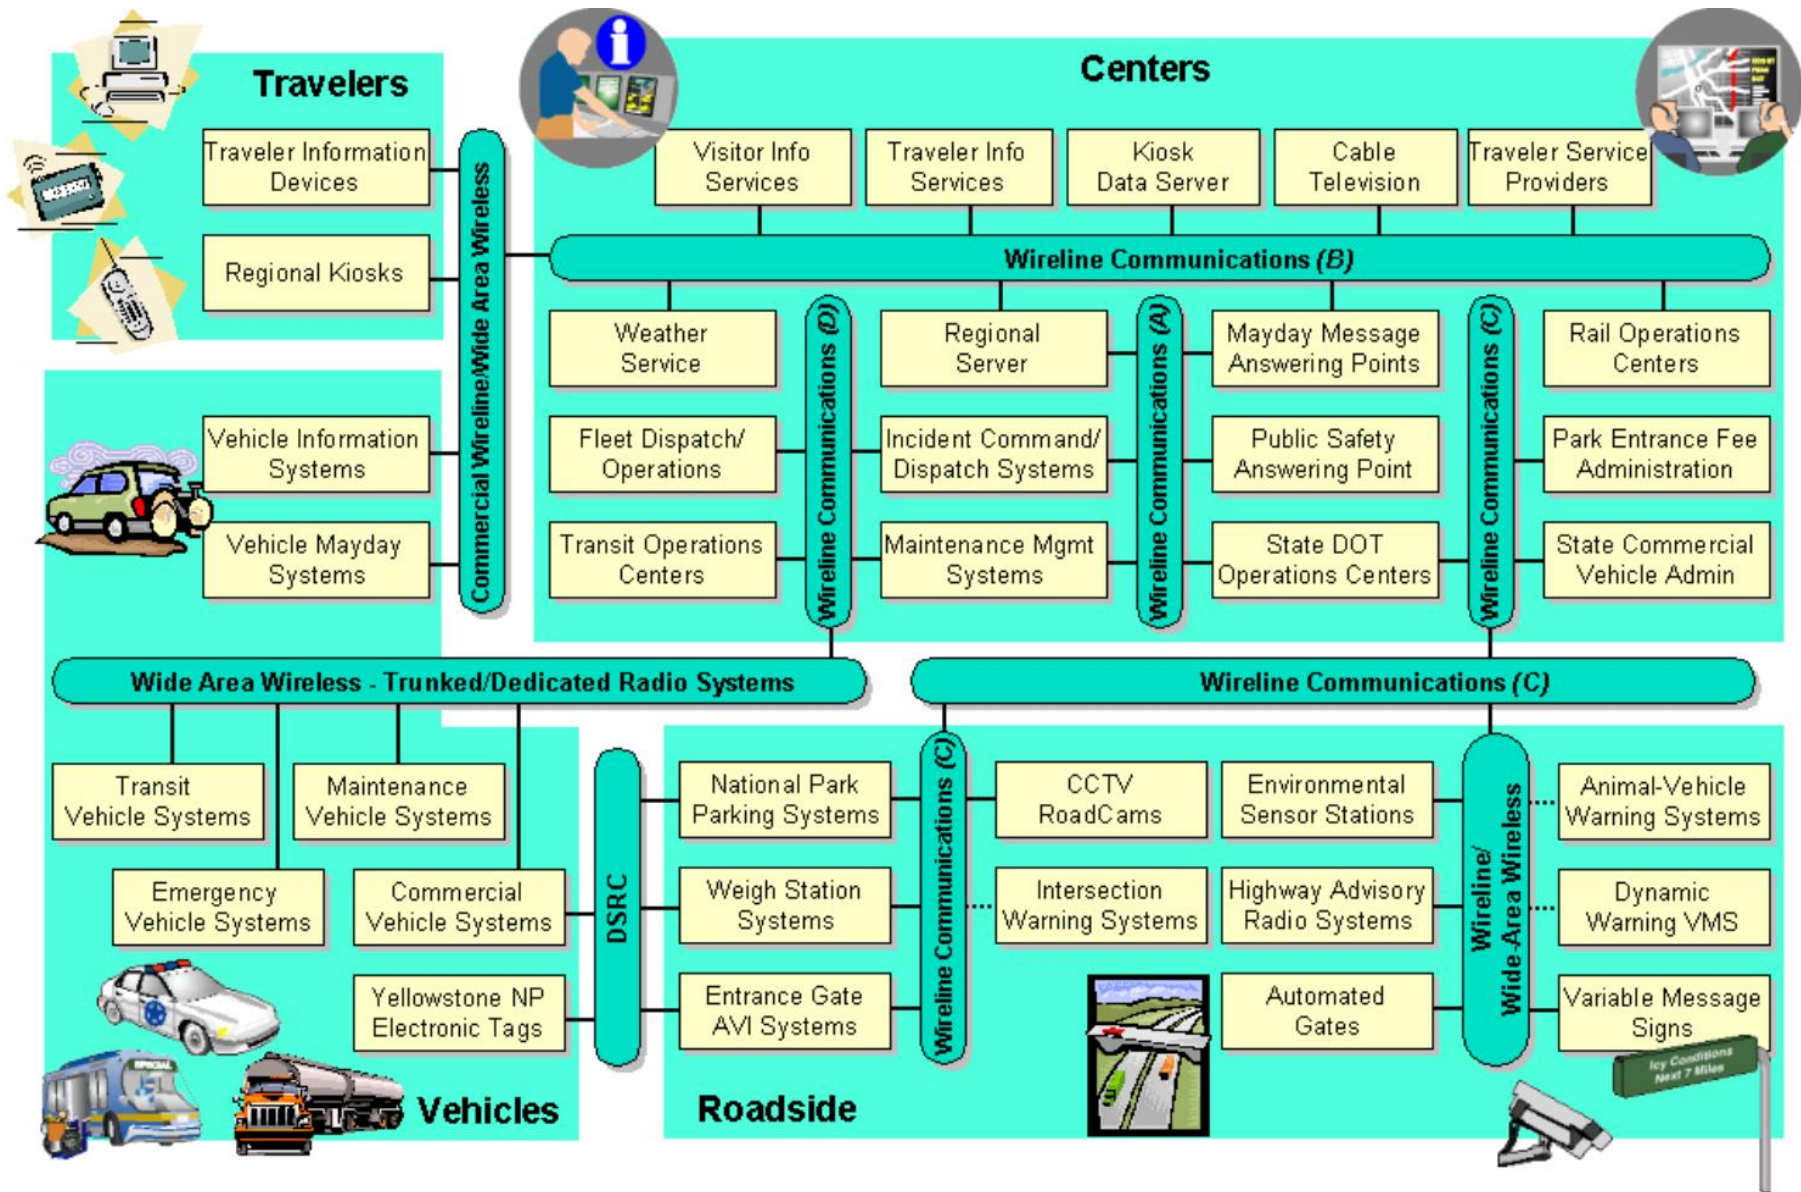 Travelers
Centers
Traveler Information
Devices
Regional Kiosks
Commercial Wireline/Wide Area Wireless
Visitor Info
Services
Traveler Info
Services
Kiosk
Data Server
Cable
Television
Traveler Service
Providers
Wireline Communications (B)
Weather
Service
Regional
Server
Mayday Message
Answering Points
Rail Operations
Centers
Wireline Communications (D)
Wireline Communications (A)
Wireline Communications (C)
Vehicle Information
Systems
Fleet Dispatch/
Operations
Incident Command/
Dispatch Systems
Public Safety
Answering Point
Park Entrance Fee
Administration
Vehicle Mayday
Systems
Transit Operations
Centers
Maintenance Mgmt
Systems
State DOT
Operations Centers
State Commercial
Vehicle Admin
Wide Area Wireless - Trunked/Dedicated Radio Systems
Wireline Communications (C)
Transit
Vehicle Systems
Maintenance
Vehicle Systems
Emergency
Vehicle Systems
Commercial
Vehicle Systems
Yellowstone NP
Electronic Tags
DSRC
National Park
Parking Systems
Weigh Station
Systems
Entrance Gate
AVI Systems
Wireline Communications (C)
CCTV
RoadCams
Intersection
Warning Systems
Environmental
Sensor Stations
Highway Advisory
Radio Systems
Automated
Gates
Wireline/
Wide-Area Wireless
Animal-Vehicle
Warning Systems
Dynamic
Warning VMS
Variable Message
Signs
Icy Conditions
Next 7 Miles
SPECIAL
Vehicles
Roadside